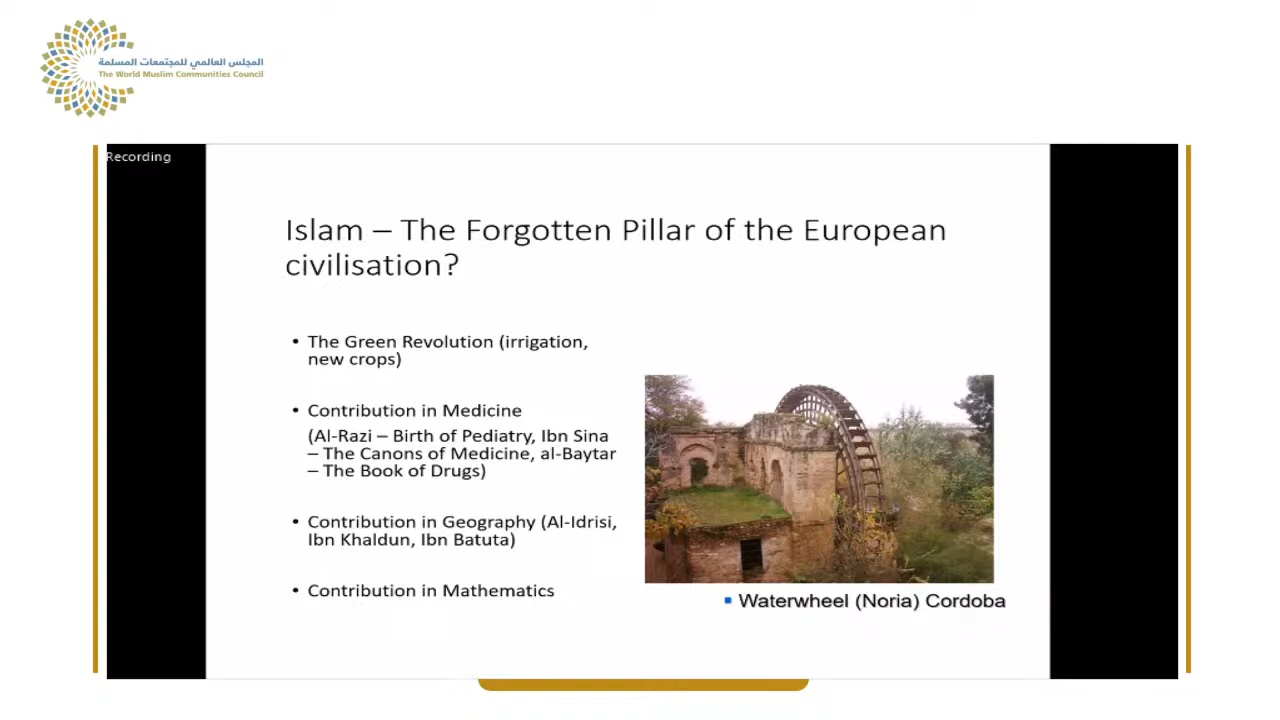 المجلس العالمي للمجتمعات المسلمة
The World Muslim Communities Council
Recording
Islam – The Forgotten Pillar of the European
civilisation?
• The Green Revolution (irrigation,
new crops)
• Contribution in Medicine
(Al-Razi – Birth of Pediatry, Ibn Sina
– The Canons of Medicine, al-Baytar
– The Book of Drugs)
• Contribution in Geography (Al-Idrisi,
Ibn Khaldun, Ibn Batuta)
• Contribution in Mathematics
▪ Waterwheel (Noria) Cordoba